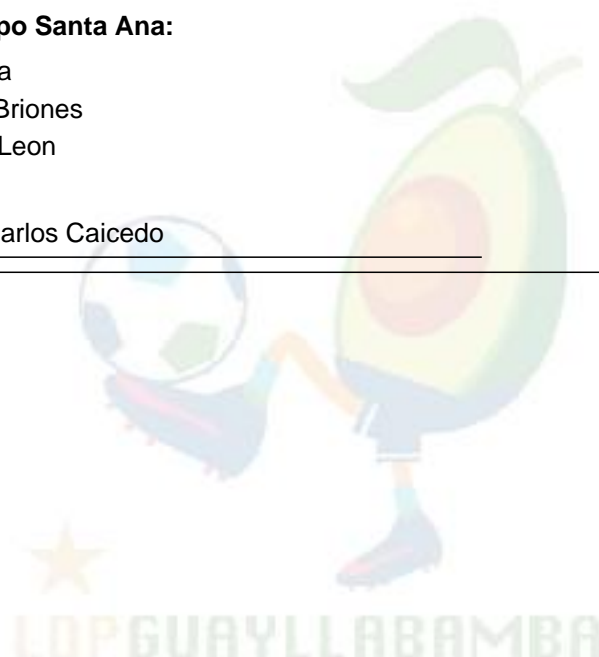 po Santa Ana:
a
Briones
Leon
arlos Caicedo
LDPGUAYLLABAMBA